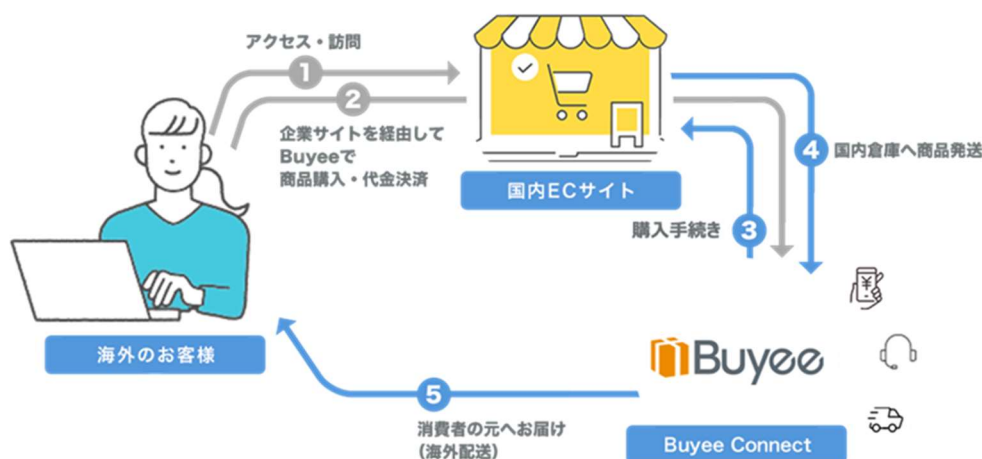 アクセス・訪問
1
2
企業サイトを経由して
Buyeeで
商品購入・代金決済
国内ECサイト
4 国内倉庫へ商品発送
購入手続き 3
¥
海外のお客様
Buyee
5
消費者の元へお届け
(海外配送)
Buyee Connect